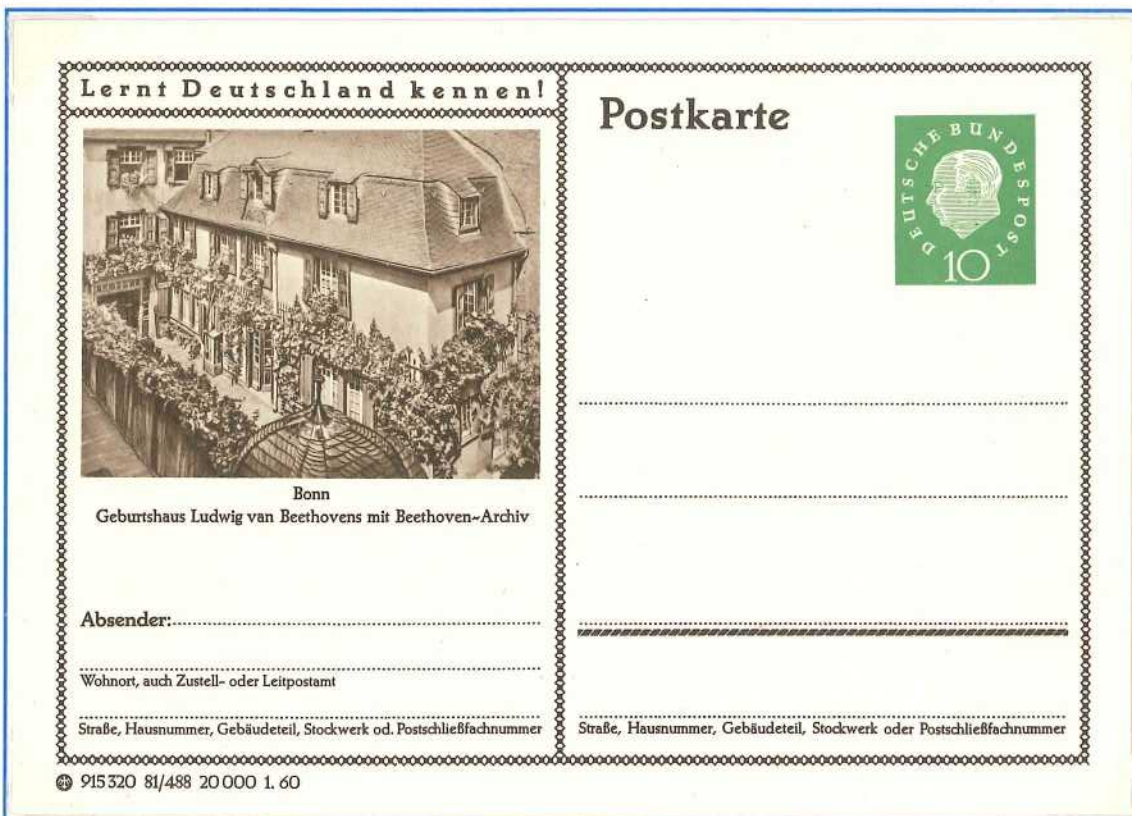 Lernt Deutschland kennen!
Bonn
Geburtshaus Ludwig van Beethovens mit Beethoven-Archiv
Absender:
Wohnort, auch Zustell- oder Leitpostamt
Straße, Hausnummer, Gebäudeteil, Stockwerk od. Postschließfachnummer
915320 81/488 20000 1.60
Postkarte
DEUTSCHE BUNDESPOST
10
Straße, Hausnummer, Gebäudeteil, Stockwerk oder Postschließfachnummer